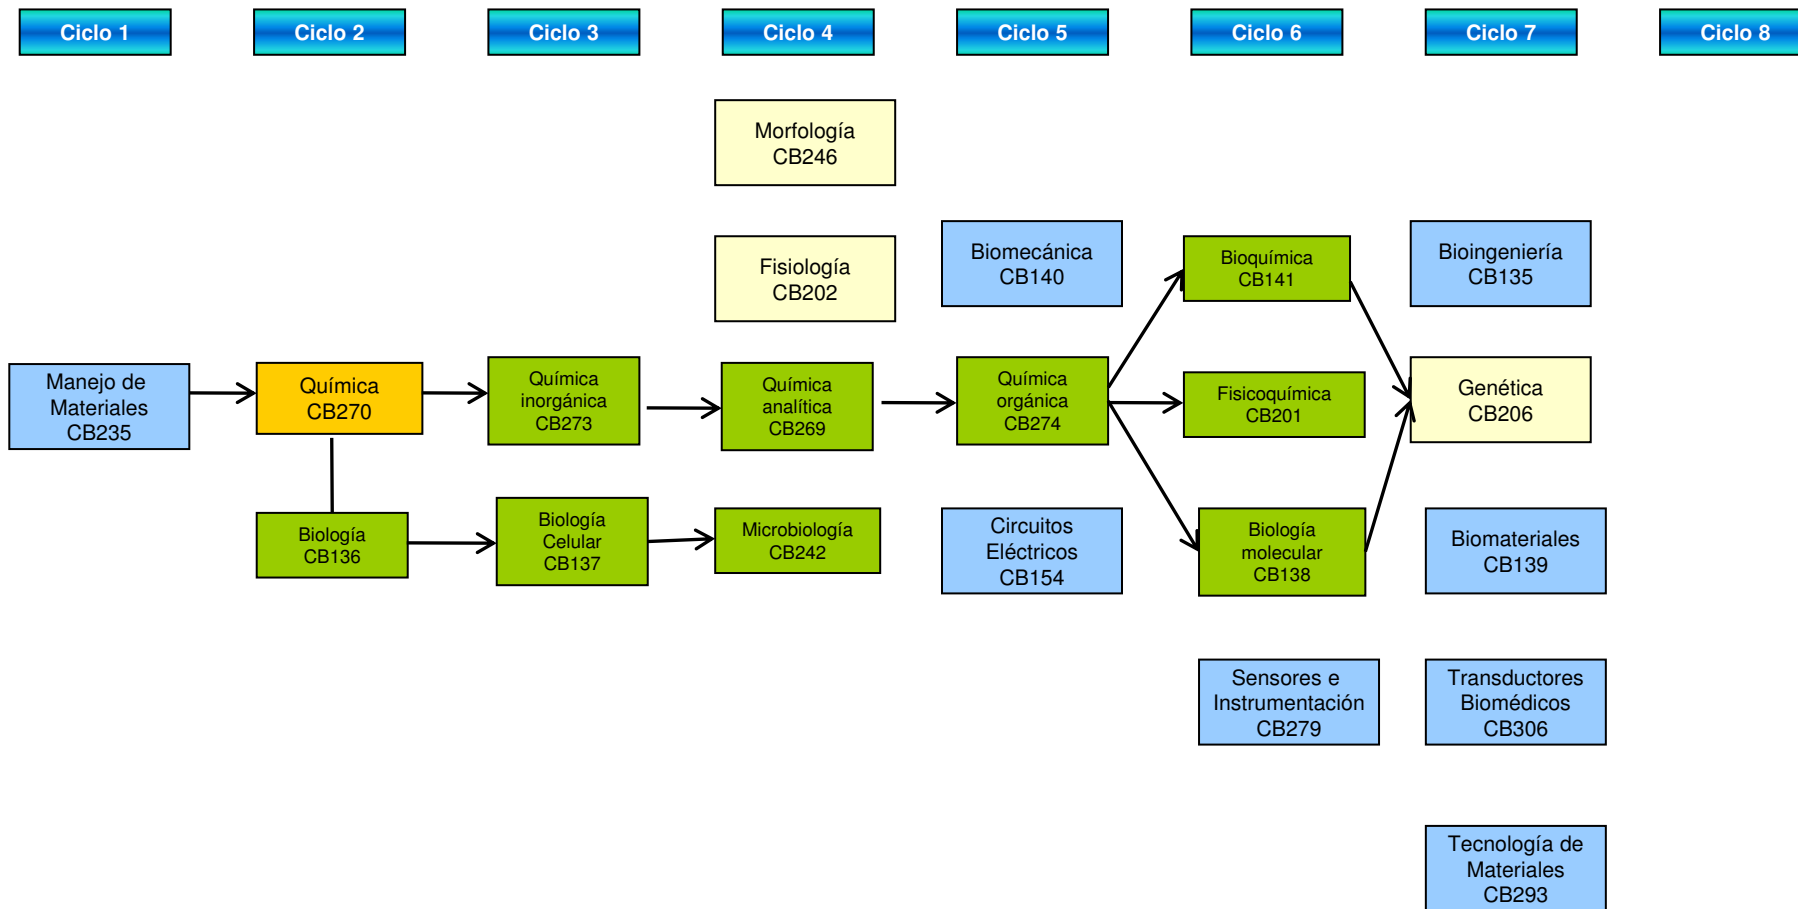 Ciclo 1
Ciclo 2
Ciclo 3
Ciclo 4
Ciclo 5
Ciclo 6
Ciclo 7
Ciclo 8
Morfología
CB246
Fisiología
CB202
Biomecánica
CB140
Bioquímica
CB141
Bioingeniería
CB135
Manejo de
Materiales
CB235
Química
CB270
Química
inorgánica
CB273
Química
analítica
CB269
Química
orgánica
CB274
Fisicoquímica
CB201
Genética
CB206
Biología
CB136
Biología
Celular
CB137
Microbiología
CB242
Circuitos
Eléctricos
CB154
Biología
molecular
CB138
Biomateriales
CB139
Sensores e
Instrumentación
CB279
Transductores
Biomédicos
CB306
Tecnología de
Materiales
CB293